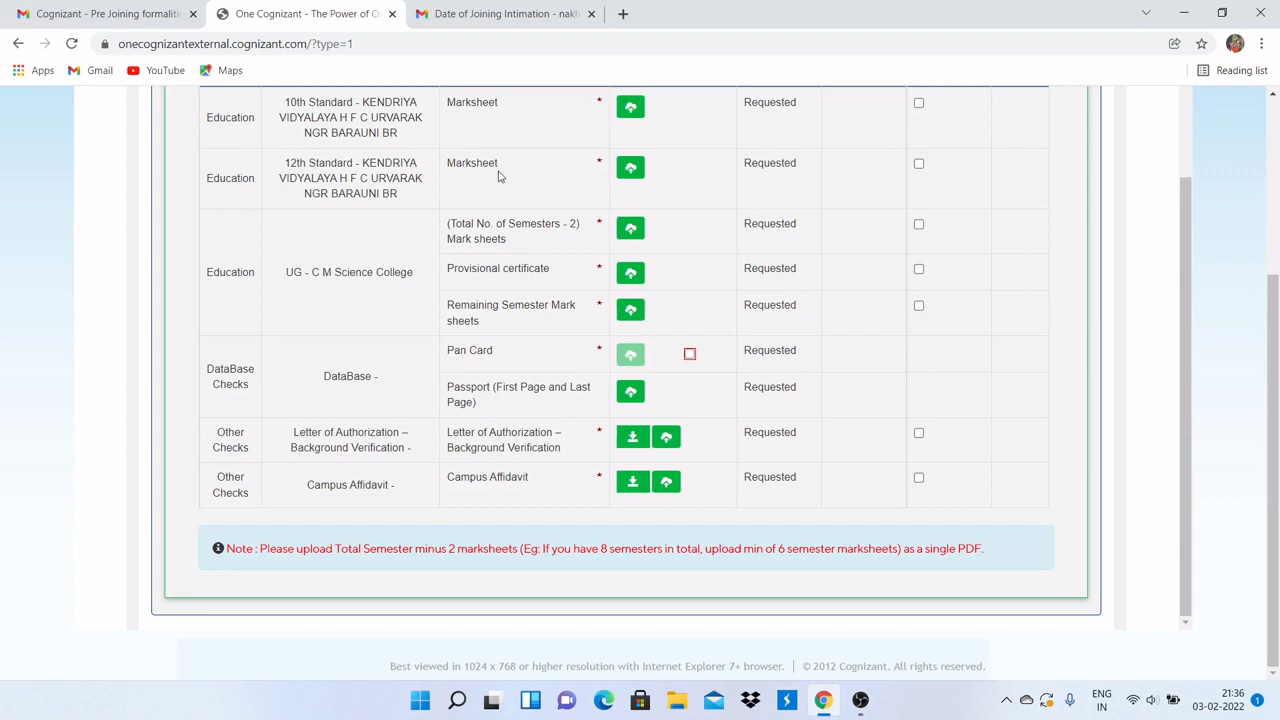 Cognizant - Pre Joining formalitie
One Cognizant - The Power of O
Date of Joining Intimation - nakh
onecognizantexternal.cognizant.com/?type=1
Apps
Gmail
YouTube
Maps
Reading list
Education
10th Standard - KENDRIYA
VIDYALAYA H F C URVARAK
NGR BARAUNI BR
Marksheet
*
Requested
Education
12th Standard - KENDRIYA
VIDYALAYA H F C URVARAK
NGR BARAUNI BR
Marksheet
*
Requested
Education
UG - C M Science College
(Total No. of Semesters - 2)
Mark sheets
*
Requested
Provisional certificate
*
Requested
Remaining Semester Mark
sheets
*
Requested
DataBase
Checks
DataBase -
Pan Card
*
Requested
Passport (First Page and Last
Page)
Requested
Other
Checks
Letter of Authorization –
Background Verification -
Letter of Authorization –
Background Verification
*
Requested
Other
Checks
Campus Affidavit -
Campus Affidavit
*
Requested
Note : Please upload Total Semester minus 2 marksheets (Eg: If you have 8 semesters in total, upload min of 6 semester marksheets) as a single PDF.
Best viewed in 1024 x 768 or higher resolution with Internet Explorer 7+ browser. | © 2012 Cognizant. All rights reserved.
ENG
IN
21:36
03-02-2022
1